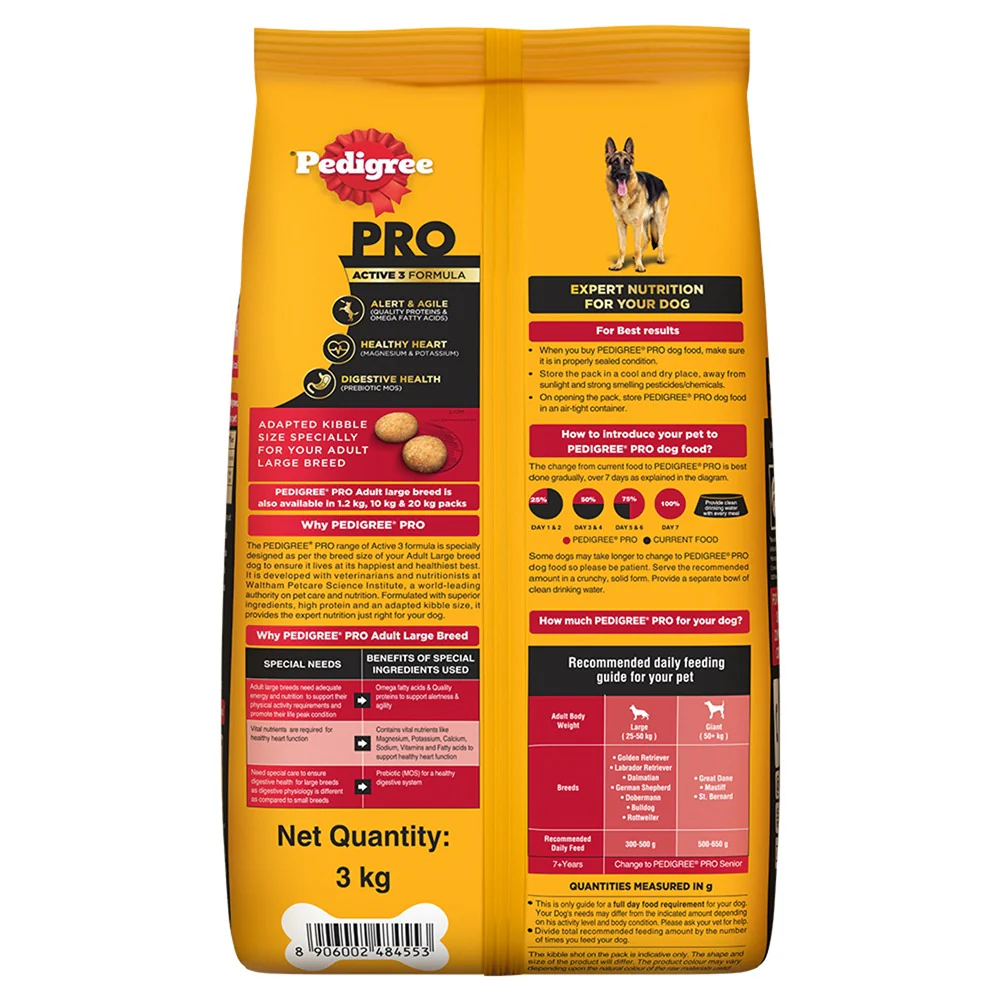 Pedigree
PRO
ACTIVE 3 FORMULA
ALERT & AGILE
(QUALITY PROTEINS &
OMEGA FATTY ACIDS)
HEALTHY HEART
(MAGNESIUM & POTASSIUM)
DIGESTIVE HEALTH
(PREBIOTIC MOS)
ADAPTED KIBBLE
SIZE SPECIALLY
FOR YOUR ADULT
LARGE BREED
PEDIGREE® PRO Adult large breed is
also available in 1.2 kg, 10 kg & 20 kg packs
Why PEDIGREE® PRO
The PEDIGREE® PRO range of Active 3 formula is specially
designed as per the breed size of your Adult Large breed
dog to ensure it lives at its happiest and healthiest best.
It is developed with veterinarians and nutritionists at
Waltham Petcare Science Institute, a world-leading
authority on pet care and nutrition. Formulated with superior
ingredients, high protein and an adapted kibble size, it
provides the expert nutrition just right for your dog.
Why PEDIGREE® PRO Adult Large Breed
SPECIAL NEEDS
BENEFITS OF SPECIAL
INGREDIENTS USED
Adult large breeds need adequate
energy and nutrition to support their
physical activity requirements and
promote their life peak condition
Omega fatty acids & Quality
proteins to support alertness &
agility
Vital nutrients are required for
healthy heart function
Contains vital nutrients like
Magnesium, Potassium, Calcium,
Sodium, Vitamins and Fatty acids to
support healthy heart function
Need special care to ensure
digestive health for large breeds
as digestive physiology is different
as compared to small breeds
Prebiotic (MOS) for a healthy
digestive system
Net Quantity:
3 kg
8 906002 484553
EXPERT NUTRITION
FOR YOUR DOG
For Best results
• When you buy PEDIGREE® PRO dog food, make sure
it is in properly sealed condition.
• Store the pack in a cool and dry place, away from
sunlight and strong smelling pesticides/chemicals.
• On opening the pack, store PEDIGREE® PRO dog food
in an air-tight container.
How to introduce your pet to
PEDIGREE® PRO dog food?
The change from current food to PEDIGREE® PRO is best
done gradually, over 7 days as explained in the diagram.
25% 50% 75% 100%
Provide clean
drinking water
with every meal
DAY 1 & 2 DAY 3 & 4 DAY 5 & 6 DAY 7
PEDIGREE® PRO CURRENT FOOD
Some dogs may take longer to change to PEDIGREE® PRO
dog food so please be patient. Serve the recommended
amount in a crunchy, solid form. Provide a separate bowl of
clean drinking water.
How much PEDIGREE® PRO for your dog?
Recommended daily feeding
guide for your pet
Adult Body
Weight
Large
(25-50 kg)
Giant
(50+ kg)
Breeds
• Golden Retriever
• Labrador Retriever
• Dalmatian
• German Shepherd
• Dobermann
• Bulldog
• Rottweiler
• Great Dane
• Mastiff
• St. Bernard
Recommended
Daily Feed
300-500 g
500-650 g
7+Years
Change to PEDIGREE® PRO Senior
QUANTITIES MEASURED IN g
• This is only guide for a full day food requirement for your dog.
Your Dog's needs may differ from the indicated amount depending
on his activity level and body condition. Please ask your vet for help.
• Divide total recommended feeding amount by the number
of times you feed your dog.
The kibble shot on the pack is indicative only. The shape and
size of the product will differ. The product colour may vary
depending upon the natural colour of the raw materials used.